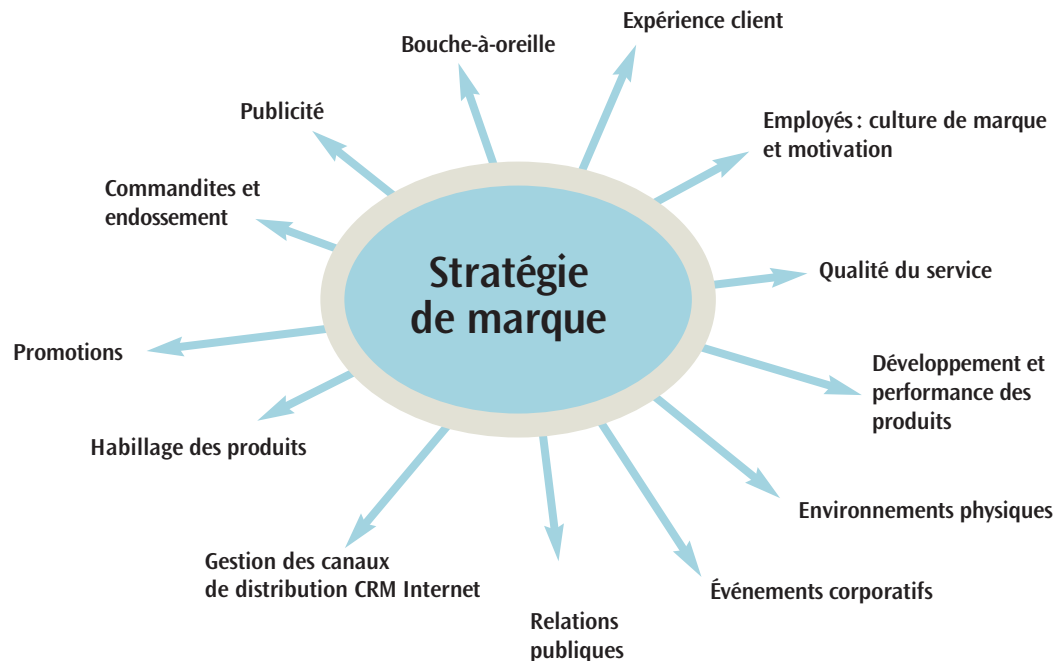 Expérience client
Bouche-à-oreille
Publicité
Employés : culture de marque
et motivation
Commandites et
endossement
Stratégie
de marque
Qualité du service
Promotions
Développement et
performance des
produits
Habillage des produits
Environnements physiques
Gestion des canaux
de distribution CRM Internet
Événements corporatifs
Relations
publiques